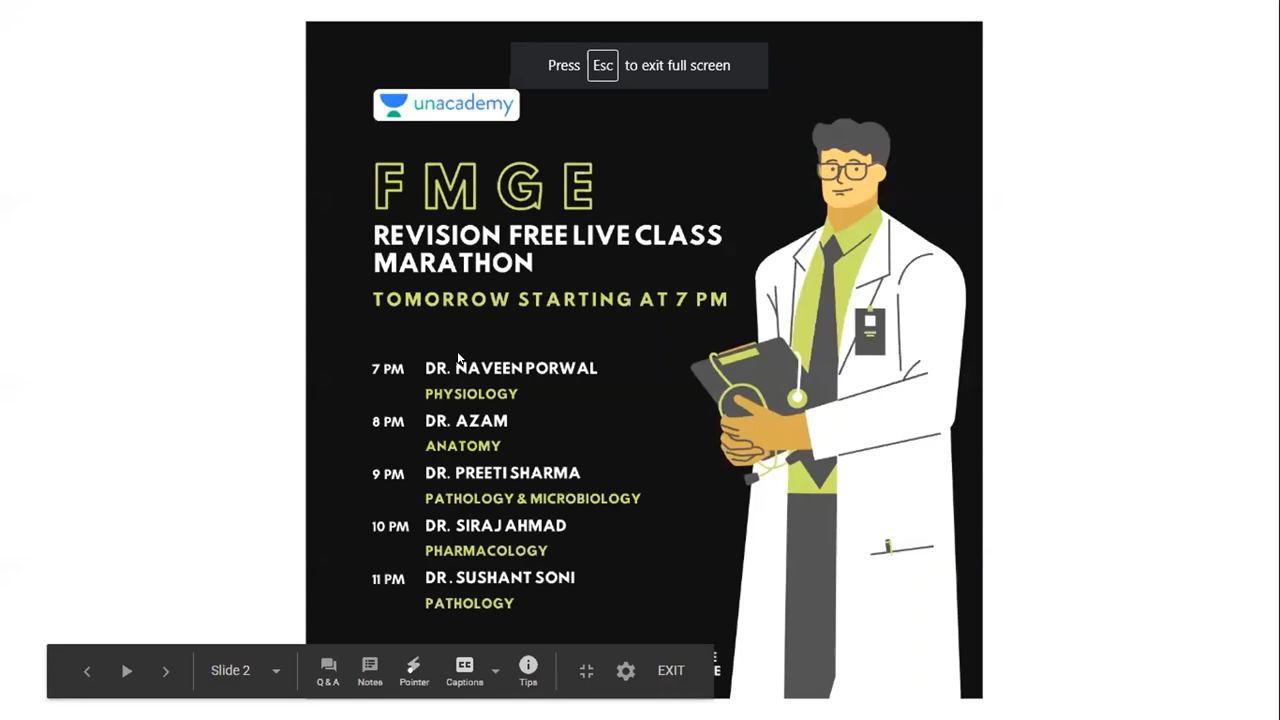 Press Esc to exit full screen
unacademy
FMGE
REVISION FREE LIVE CLASS
MARATHON
TOMORROW STARTING AT 7 PM
7 PM DR. NAVEEN PORWAL
PHYSIOLOGY
8 PM DR. AZAM
ANATOMY
9 PM DR. PREETI SHARMA
PATHOLOGY & MICROBIOLOGY
10 PM DR. SIRAJ AHMAD
PHARMACOLOGY
11 PM DR. SUSHANT SONI
PATHOLOGY
Slide 2 Q&A Notes Pointer Captions Tips EXIT